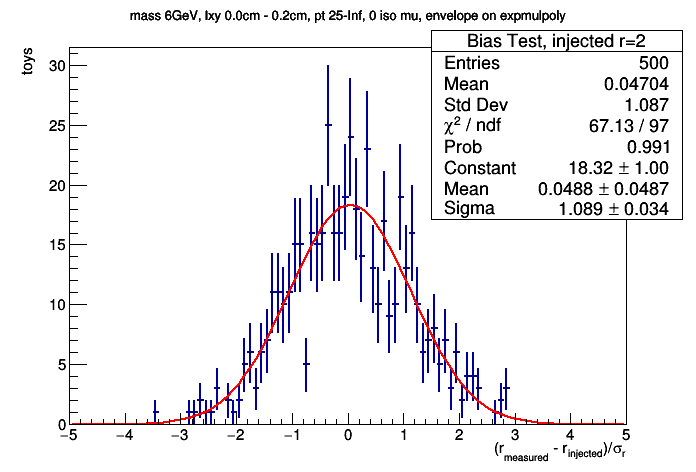 mass 6GeV, lxy 0.0cm - 0.2cm, pt 25-Inf, 0 iso mu, envelope on expmulpoly
Bias Test, injected r=2
Entries 500
Mean 0.04704
Std Dev 1.087
χ² / ndf 67.13 / 97
Prob 0.991
Constant 18.32 ± 1.00
Mean 0.0488 ± 0.0487
Sigma 1.089 ± 0.034
toys
30
25
20
15
10
5
0
−5 −4 −3 −2 −1 0 1 2 3 4 5
(r_measured - r_injected)/σ_r